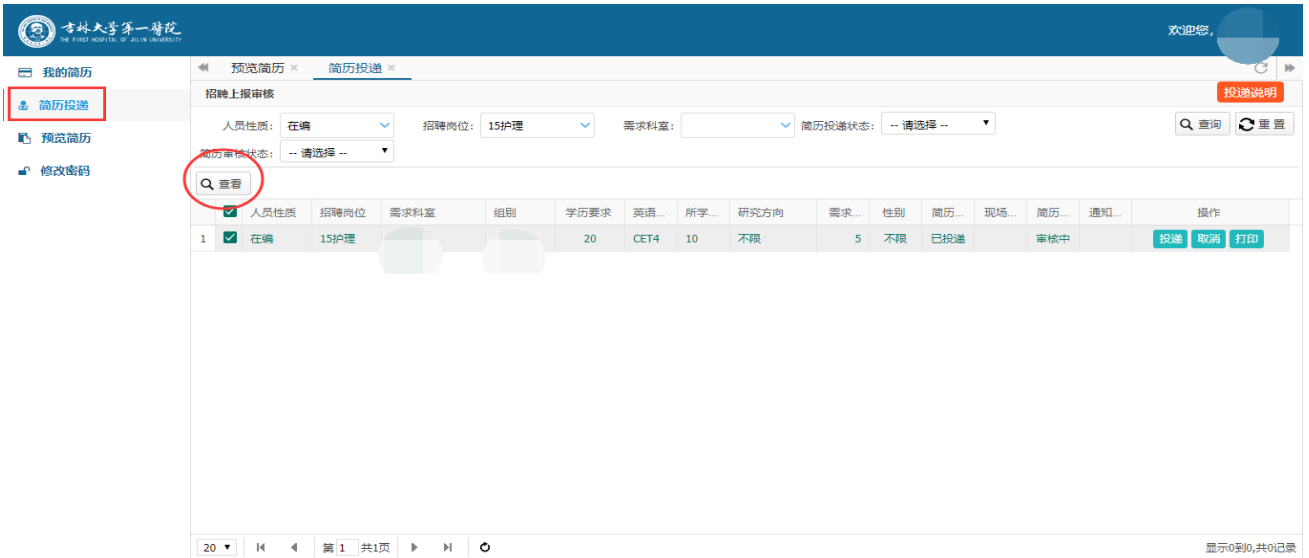 吉林大学第一醫院
THE FIRST HOSPITAL OF JILIN UNIVERSITY
欢迎您,
我的简历
简历投递
预览简历
修改密码
预览简历 × 简历投递 ×
招聘上报审核 投递说明
人员性质: 在编 招聘岗位: 15护理 需求科室: 简历投递状态: -- 请选择 -- 查询 重置
简历审核状态: -- 请选择 --
查看
人员性质 招聘岗位 需求科室 组别 学历要求 英语... 所学... 研究方向 需求... 性别 简历... 现场... 简历... 通知... 操作
1 在编 15护理 20 CET4 10 不限 5 不限 已投递 审核中 投递 取消 打印
20 第 1 共1页 显示0到0,共0记录